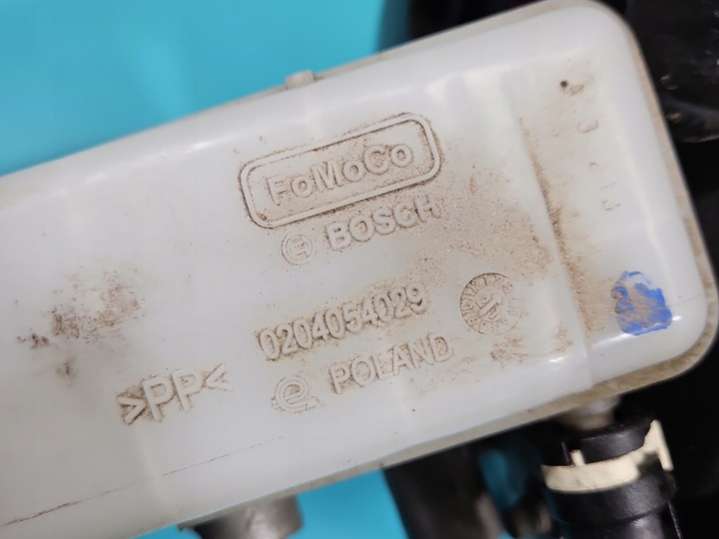 FoMoCo
BOSCH
0204054029
>PP<
POLAND